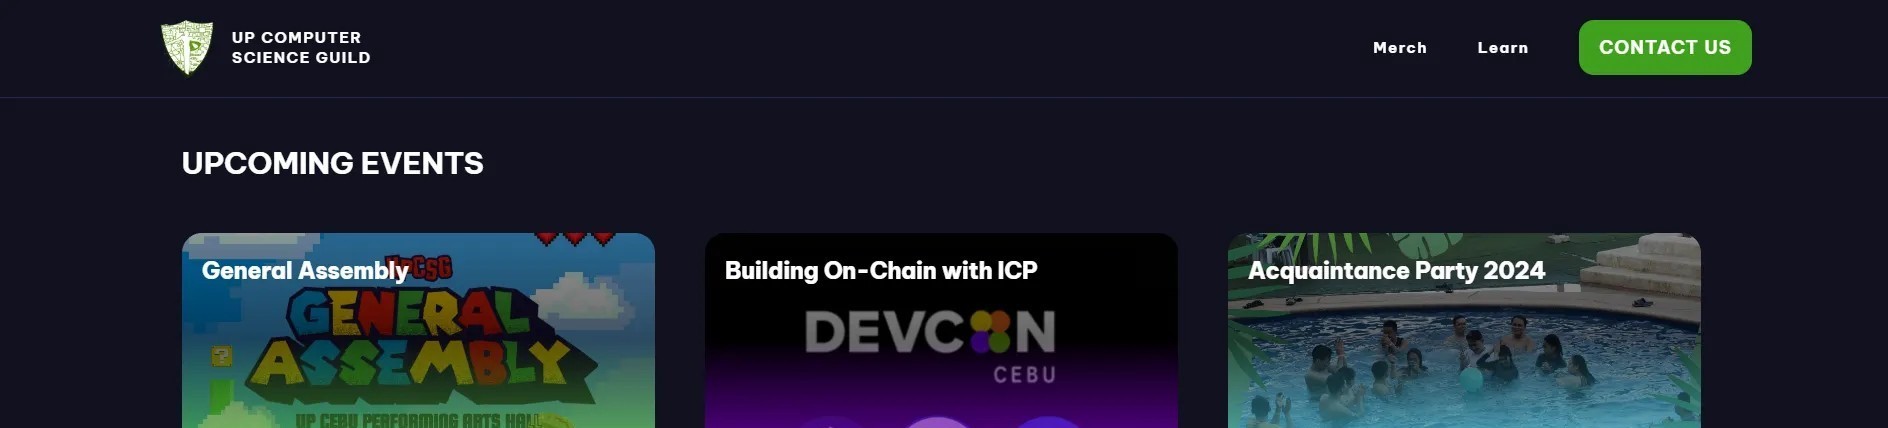 UP COMPUTER
SCIENCE GUILD
Merch
Learn
CONTACT US
UPCOMING EVENTS
General Assembly
UPCSG
GENERAL
ASSEMBLY
UP CEBU PERFORMING ARTS HALL
Building On-Chain with ICP
DEVCON
CEBU
Acquaintance Party 2024